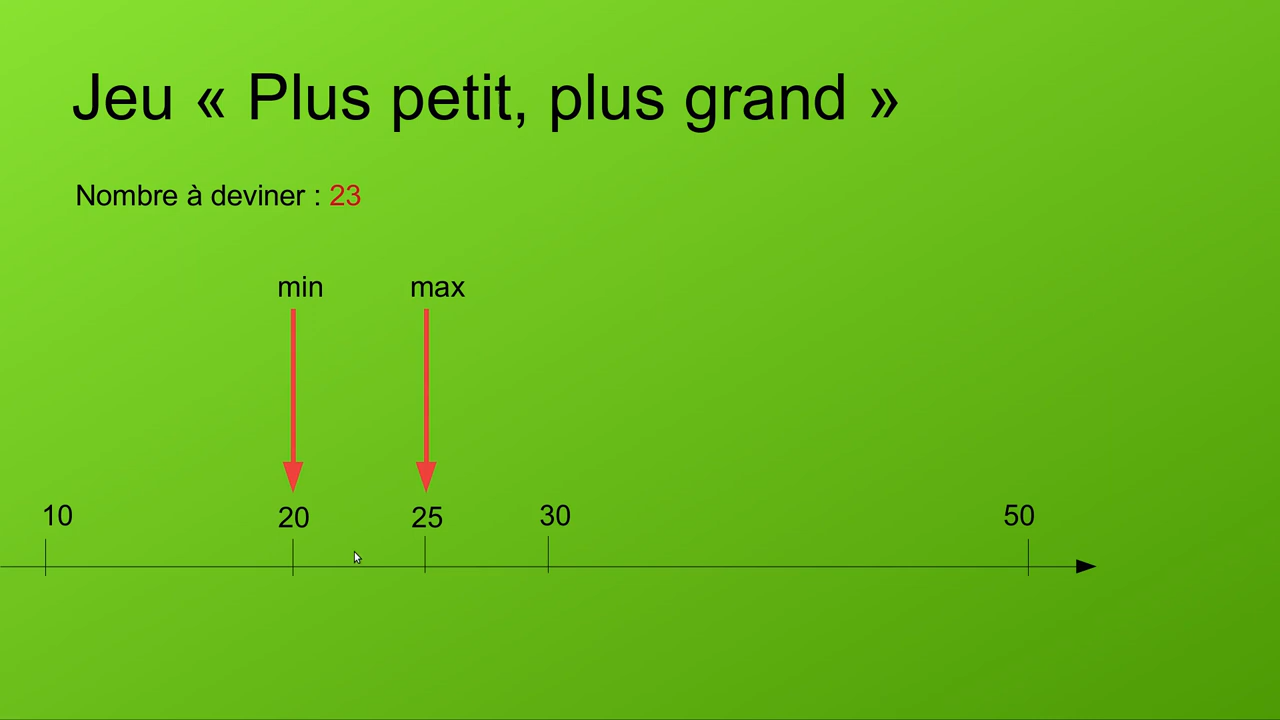 Jeu « Plus petit, plus grand »
Nombre à deviner : 23
min max
10 20 25 30 50